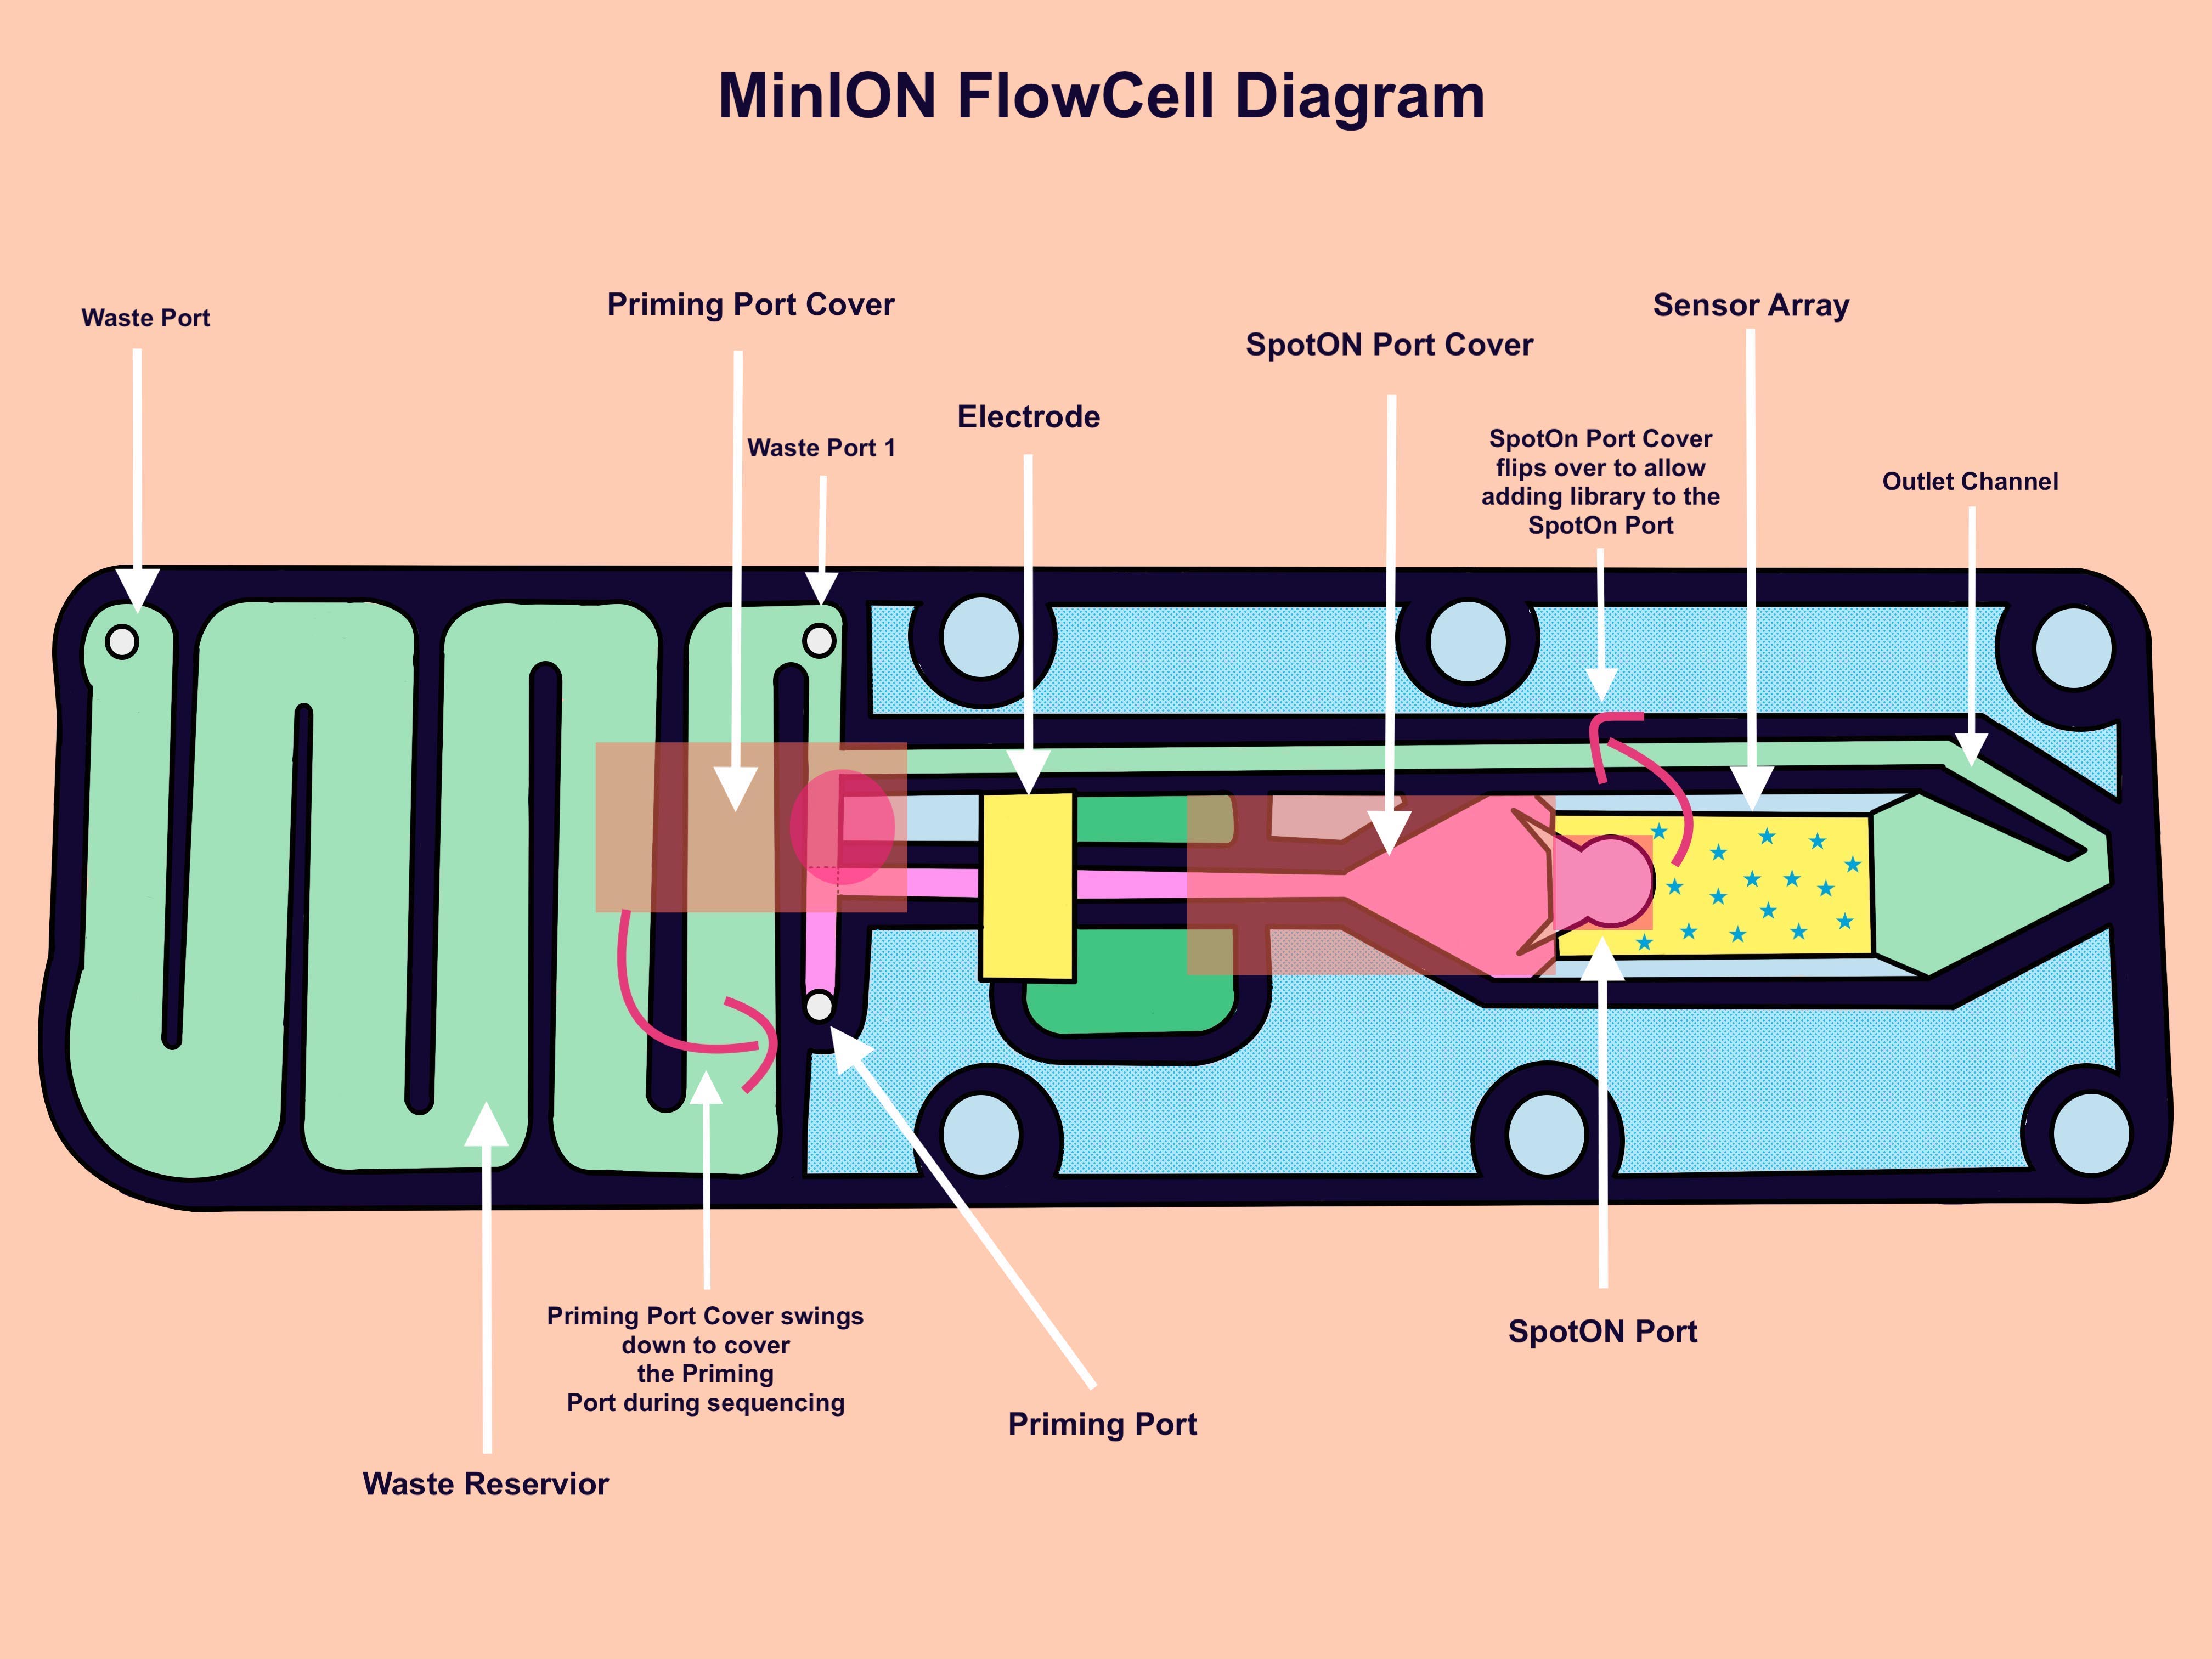 MinION FlowCell Diagram
Waste Port
Priming Port Cover
Sensor Array
SpotON Port Cover
Electrode
Waste Port 1
SpotOn Port Cover
flips over to allow
adding library to the
SpotOn Port
Outlet Channel
Priming Port Cover swings
down to cover
the Priming
Port during sequencing
SpotON Port
Priming Port
Waste Reservior